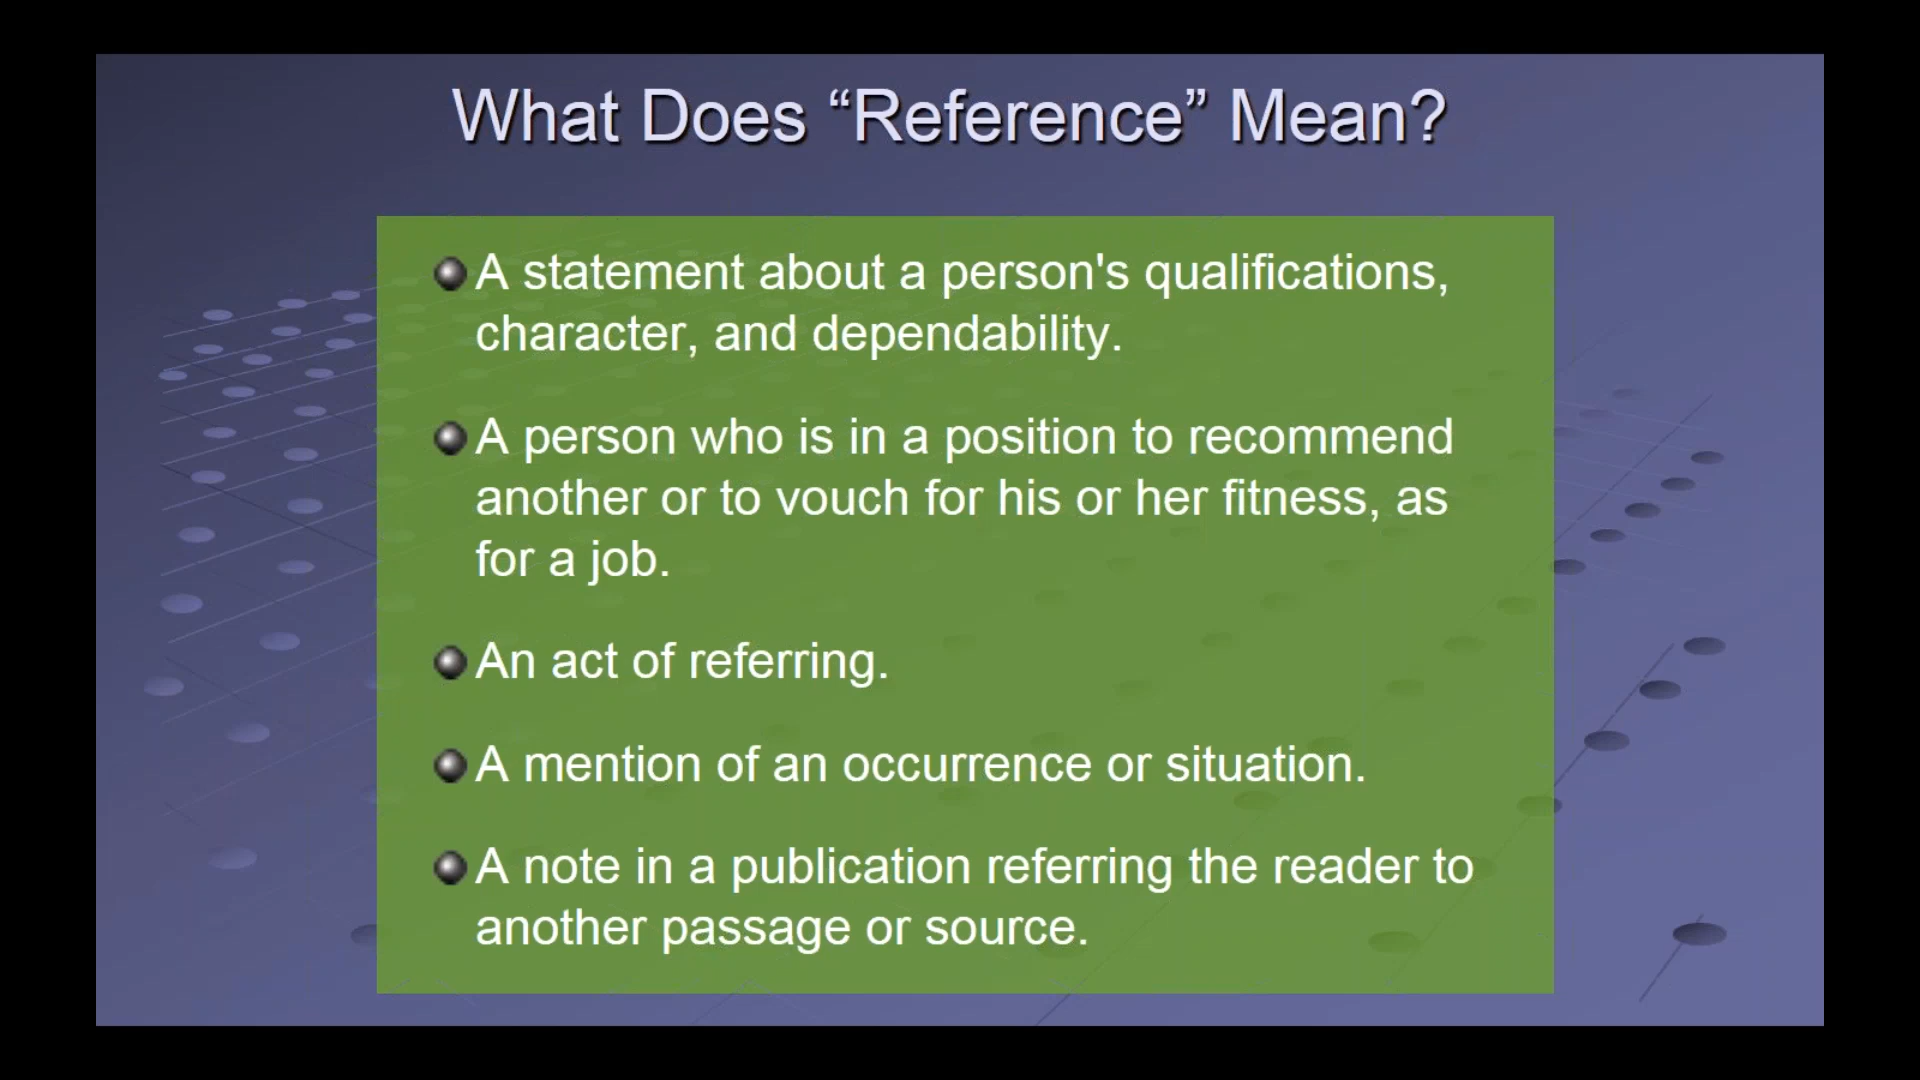 What Does “Reference” Mean?
A statement about a person's qualifications,
character, and dependability.
A person who is in a position to recommend
another or to vouch for his or her fitness, as
for a job.
An act of referring.
A mention of an occurrence or situation.
A note in a publication referring the reader to
another passage or source.